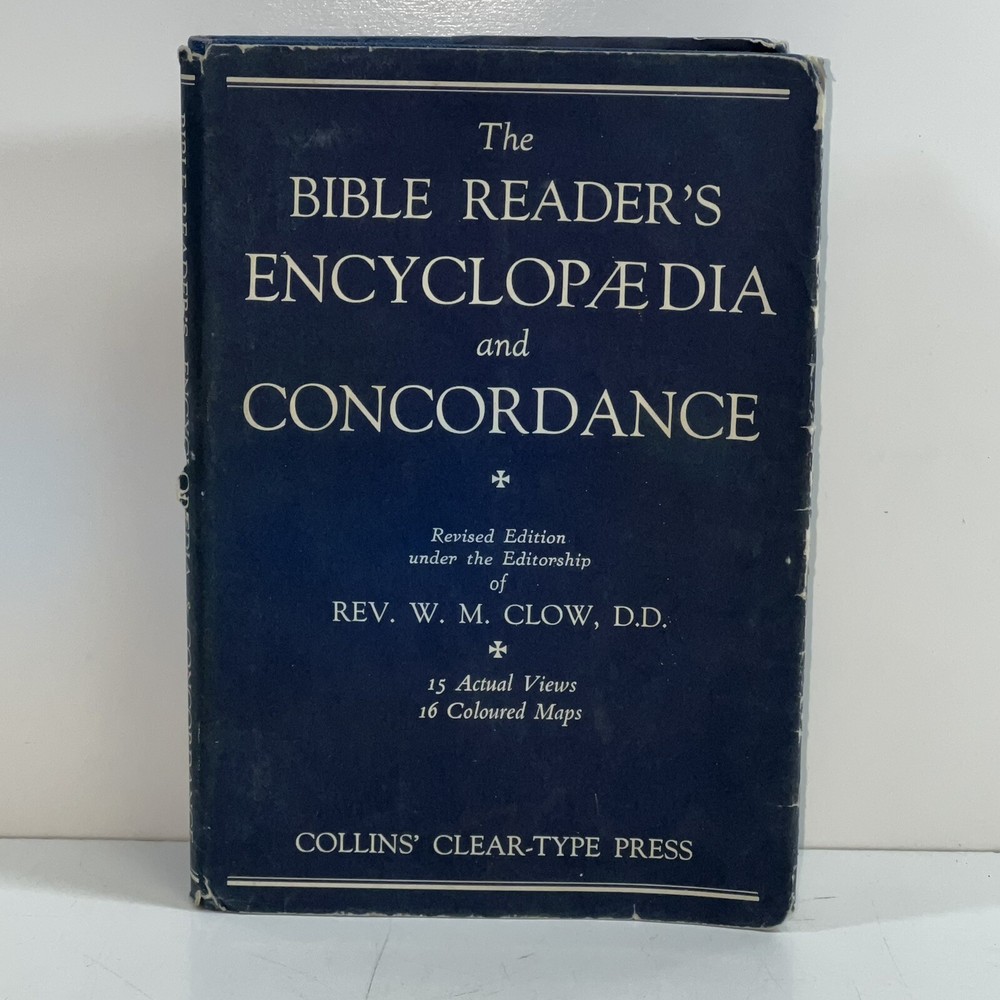 The
BIBLE READER'S
ENCYCLOPÆDIA
and
CONCORDANCE
Revised Edition
under the Editorship
of
REV. W. M. CLOW, D.D.
15 Actual Views
16 Coloured Maps
COLLINS' CLEAR-TYPE PRESS